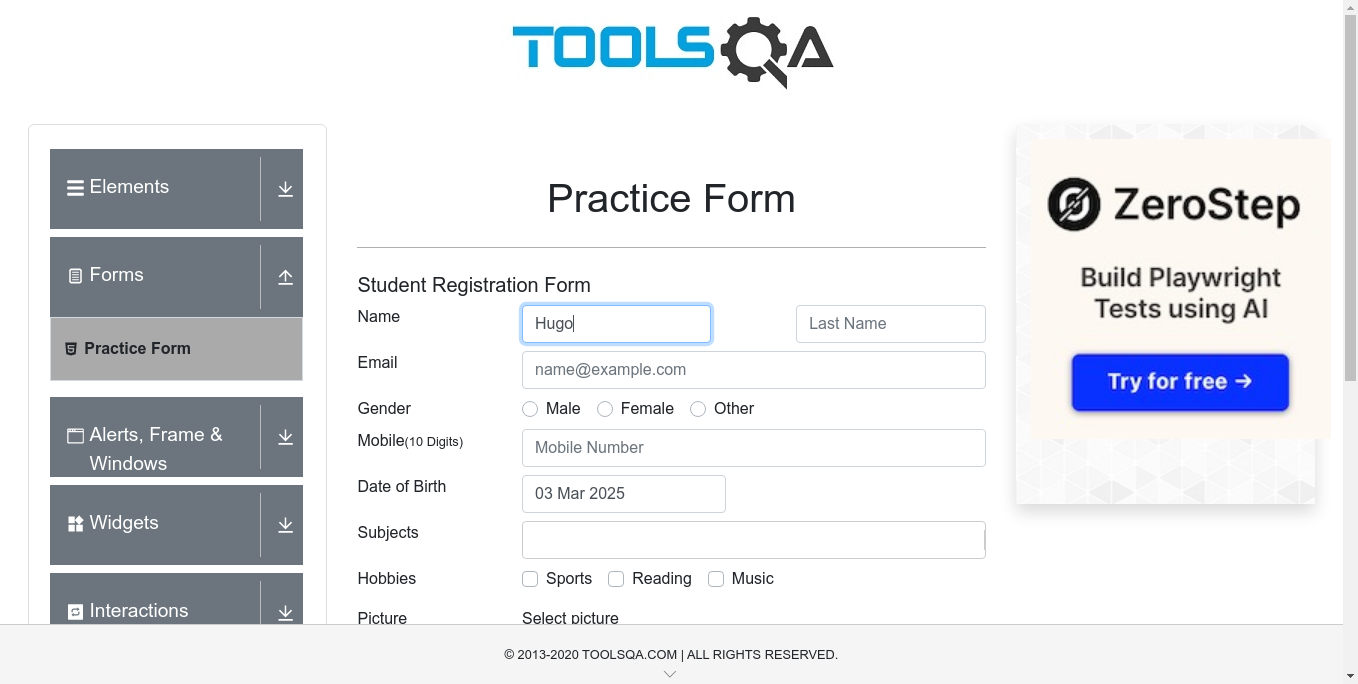 TOOLSQA
Elements
Forms
Practice Form
Alerts, Frame &
Windows
Widgets
Interactions
Practice Form
Student Registration Form
Name
Hugo
Last Name
Email
name@example.com
Gender
Male
Female
Other
Mobile(10 Digits)
Mobile Number
Date of Birth
03 Mar 2025
Subjects
Hobbies
Sports
Reading
Music
Picture
Select picture
ZeroStep
Build Playwright
Tests using AI
Try for free →
© 2013-2020 TOOLSQA.COM | ALL RIGHTS RESERVED.